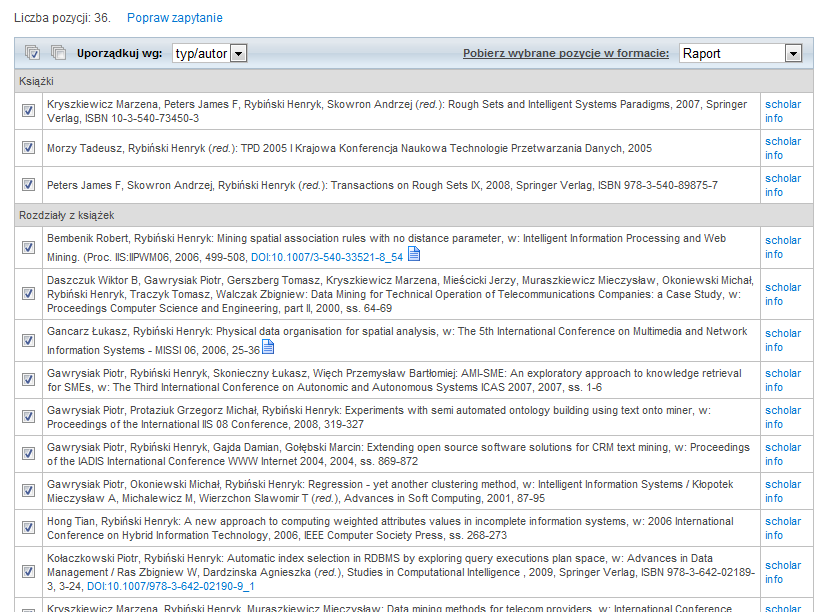 Liczba pozycji: 36. Popraw zapytanie
Uporządkuj wg: typ/autor Pobierz wybrane pozycje w formacie: Raport
Książki
Kryszkiewicz Marzena, Peters James F, Rybiński Henryk, Skowron Andrzej (red.): Rough Sets and Intelligent Systems Paradigms, 2007, Springer scholar
Verlag, ISBN 10-3-540-73450-3 info
scholar
Morzy Tadeusz, Rybiński Henryk (red.): TPD 2005 I Krajowa Konferencja Naukowa Technologie Przetwarzania Danych, 2005
info
scholar
Peters James F, Skowron Andrzej, Rybiński Henryk (red.): Transactions on Rough Sets IX, 2008, Springer Verlag, ISBN 978-3-540-89875-7
info
Rozdziały z książek
Bembenik Robert, Rybiński Henryk: Mining spatial association rules with no distance parameter, w: Intelligent Information Processing and Web scholar
Mining. (Proc. IIS:IIPWM06, 2006, 499-508, DOI:10.1007/3-540-33521-8_54 info
Daszczuk Wiktor B, Gawrysiak Piotr, Gerszberg Tomasz, Kryszkiewicz Marzena, Mieścicki Jerzy, Muraszkiewicz Mieczysław, Okoniewski Michał, scholar
Rybiński Henryk, Traczyk Tomasz, Walczak Zbigniew: Data Mining for Technical Operation of Telecommunications Companies: a Case Study, w: info
Proceedings Computer Science and Engineering, part II, 2000, ss. 64-69
Gancarz Łukasz, Rybiński Henryk: Physical data organisation for spatial analysis, w: The 5th International Conference on Multimedia and Network scholar
Information Systems - MISSI 06, 2006, 25-36 info
Gawrysiak Piotr, Rybiński Henryk, Skonieczny Łukasz, Więch Przemysław Bartłomiej: AMI-SME: An exploratory approach to knowledge retrieval scholar
for SMEs, w: The Third International Conference on Autonomic and Autonomous Systems ICAS 2007, 2007, ss. 1-6 info
Gawrysiak Piotr, Protaziuk Grzegorz Michał, Rybiński Henryk: Experiments with semi automated ontology building using text onto miner, w: scholar
Proceedings of the International IIS 08 Conference, 2008, 319-327 info
Gawrysiak Piotr, Rybiński Henryk, Gajda Damian, Gołębski Marcin: Extending open source software solutions for CRM text mining, w: Proceedings scholar
of the IADIS International Conference WWW Internet 2004, 2004, ss. 869-872 info
Gawrysiak Piotr, Okoniewski Michał, Rybiński Henryk: Regression - yet another clustering method, w: Intelligent Information Systems / Kłopotek scholar
Mieczysław A, Michalewicz M, Wierzchon Slawomir T (red.), Advances in Soft Computing, 2001, 87-95 info
Hong Tian, Rybiński Henryk: A new approach to computing weighted attributes values in incomplete information systems, w: 2006 International scholar
Conference on Hybrid Information Technology, 2006, IEEE Computer Society Press, ss. 268-273 info
Kołaczkowski Piotr, Rybiński Henryk: Automatic index selection in RDBMS by exploring query executions plan space, w: Advances in Data scholar
Management / Ras Zbigniew W, Dardzinska Agnieszka (red.), Studies in Computational Intelligence , 2009, Springer Verlag, ISBN 978-3-642-02189- info
3, 3-24, DOI:10.1007/978-3-642-02190-9_1
Kryszkiewicz Marzena, Rybiński Henryk, Muraszkiewicz Mieczysław: Data mining methods for telecom providers, w: International Conference scholar